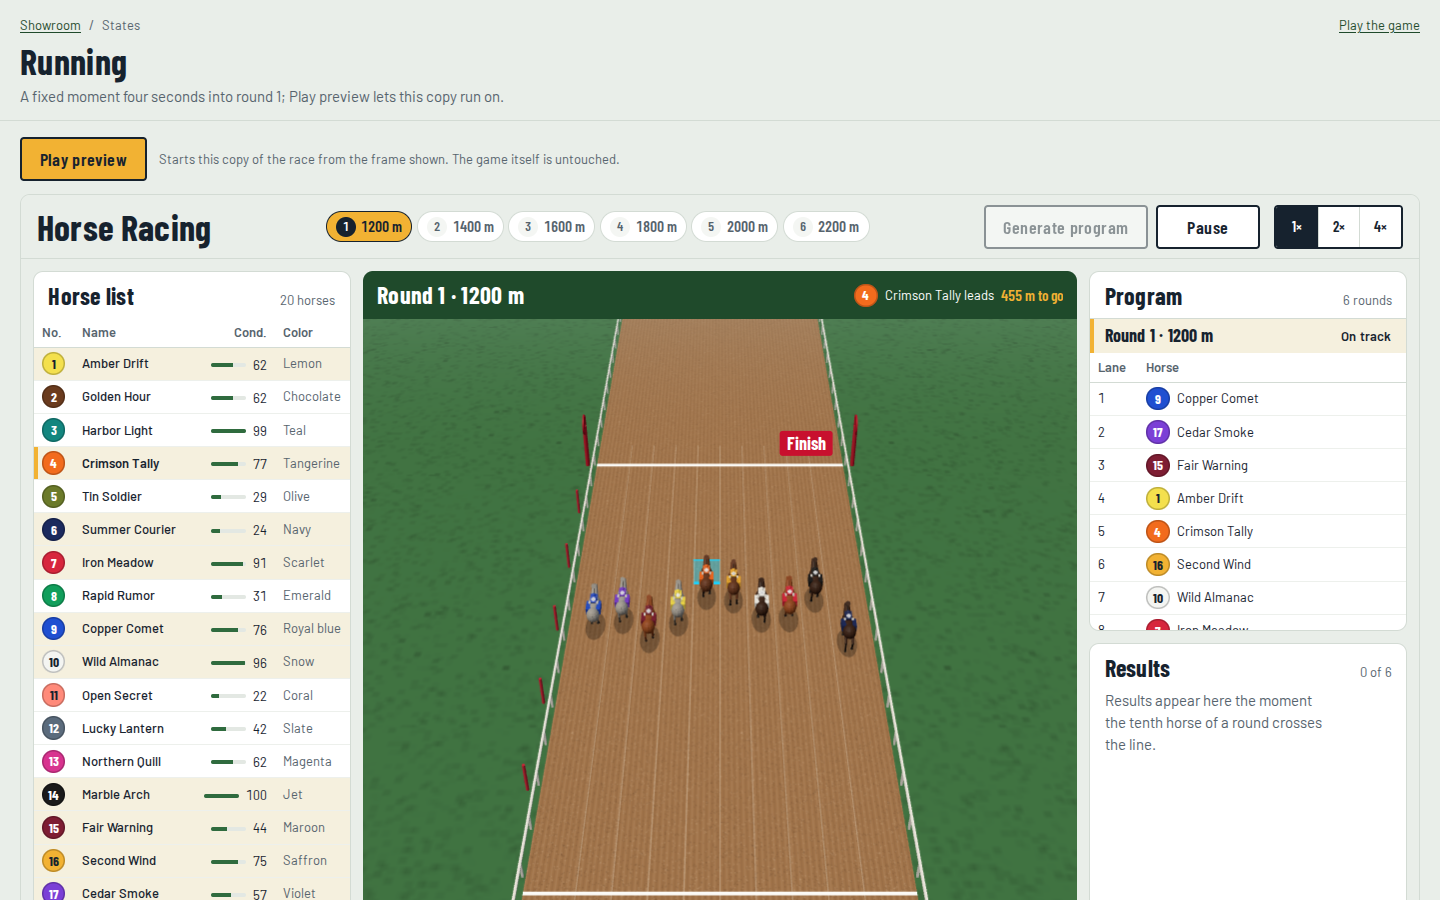 Showroom / States
Play the game
Running
A fixed moment four seconds into round 1; Play preview lets this copy run on.
Play preview
Starts this copy of the race from the frame shown. The game itself is untouched.
Horse Racing
1 1200 m
2 1400 m
3 1600 m
4 1800 m
5 2000 m
6 2200 m
Generate program
Pause
1×
2×
4×
Horse list
20 horses
No. Name Cond. Color
1 Amber Drift 62 Lemon
2 Golden Hour 62 Chocolate
3 Harbor Light 99 Teal
4 Crimson Tally 77 Tangerine
5 Tin Soldier 29 Olive
6 Summer Courier 24 Navy
7 Iron Meadow 91 Scarlet
8 Rapid Rumor 31 Emerald
9 Copper Comet 76 Royal blue
10 Wild Almanac 96 Snow
11 Open Secret 22 Coral
12 Lucky Lantern 42 Slate
13 Northern Quill 62 Magenta
14 Marble Arch 100 Jet
15 Fair Warning 44 Maroon
16 Second Wind 75 Saffron
17 Cedar Smoke 57 Violet
Round 1 · 1200 m
4 Crimson Tally leads 455 m to go
Finish
Program
6 rounds
Round 1 · 1200 m
On track
Lane Horse
1 9 Copper Comet
2 17 Cedar Smoke
3 15 Fair Warning
4 1 Amber Drift
5 4 Crimson Tally
6 16 Second Wind
7 10 Wild Almanac
8 7 Iron Meadow
Results
0 of 6
Results appear here the moment
the tenth horse of a round crosses
the line.